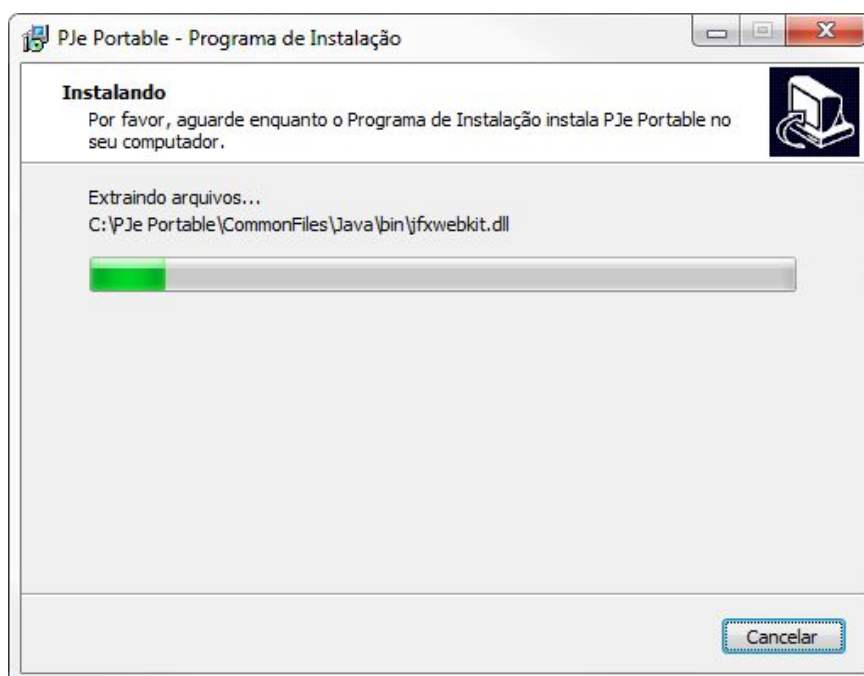 PJe Portable - Programa de Instalação
Instalando
Por favor, aguarde enquanto o Programa de Instalação instala PJe Portable no
seu computador.
Extraindo arquivos...
C:\PJe Portable\CommonFiles\Java\bin\jfxwebkit.dll
Cancelar